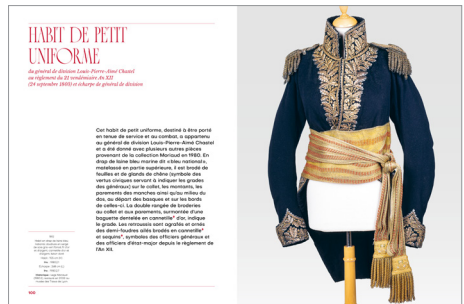 HABIT DE PETIT
UNIFORME
du général de division Louis-Pierre-Aimé Chastel
au règlement du 21 vendémiaire An XII
(24 septembre 1803) et écharpe de général de division
Cet habit de petit uniforme, destiné à être porté
en tenue de service et au combat, a appartenu
au général de division Louis-Pierre-Aimé Chastel
et a été donné avec plusieurs autres pièces
provenant de la collection Moriaud en 1980. En
drap de laine bleu marine dit « bleu national »,
matelassé en partie supérieure, il est brodé de
feuilles et de glands de chêne (symbole des
vertus civiques servant à indiquer les grades
des généraux) sur le collet, les montants, les
parements des manches ainsi qu'au milieu du
dos, au départ des basques et sur les bords
de celles-ci. La double rangée de broderies
au collet et aux parements, surmontée d'une
baguette dentelée en cannetille* d'or, indique
le grade. Les retroussis sont agrafés et ornés
des demi-foudres ailés brodés en cannetille*
et sequins*, symboles des officiers généraux et
des officiers d'état-major depuis le règlement de
l'An XII.
100